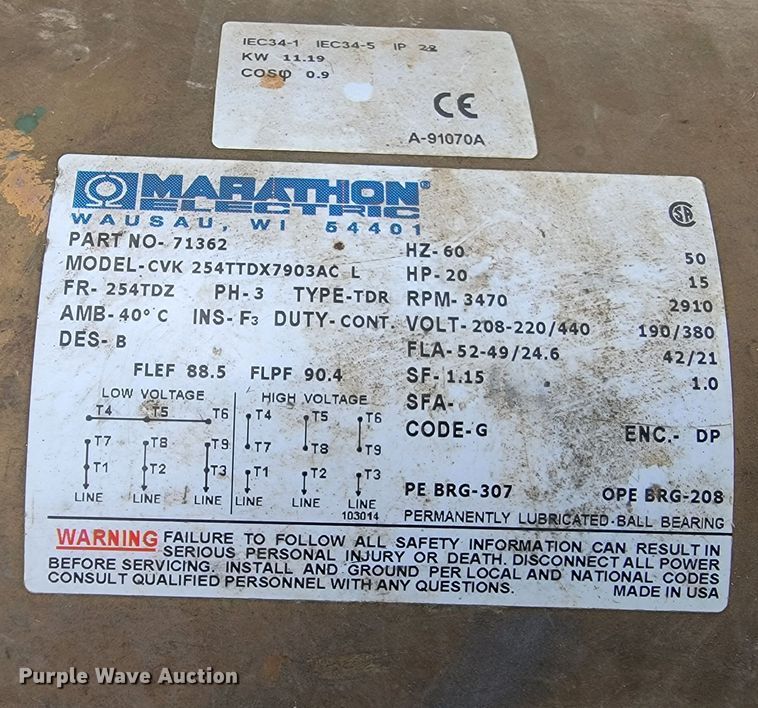 IEC34-1 IEC34-5 IP 22
KW 11.19
COSφ 0.9
CE
A-91070A
MARATHON®
ELECTRIC
WAUSAU, WI 54401
SA
PART NO- 71362
MODEL-CVK 254TTDX7903AC L
FR- 254TDZ PH-3 TYPE-TDR
AMB-40°C INS-F3 DUTY-CONT.
DES-B
FLEF 88.5 FLPF 90.4
HZ-60 50
HP-20 15
RPM-3470 2910
VOLT-208-220/440 190/380
FLA-52-49/24.6 42/21
SF-1.15 1.0
SFA-
CODE-G ENC.- DP
LOW VOLTAGE HIGH VOLTAGE
T4 T5 T6 T4 T5 T6
T7 T8 T9 T7 T8 T9
T1 T2 T3 T1 T2 T3
LINE LINE LINE LINE LINE LINE
103014
PE BRG-307 OPE BRG-208
PERMANENTLY LUBRICATED-BALL BEARING
WARNING FAILURE TO FOLLOW ALL SAFETY INFORMATION CAN RESULT IN
SERIOUS PERSONAL INJURY OR DEATH. DISCONNECT ALL POWER
BEFORE SERVICING. INSTALL AND GROUND PER LOCAL AND NATIONAL CODES
CONSULT QUALIFIED PERSONNEL WITH ANY QUESTIONS. MADE IN USA
Purple Wave Auction